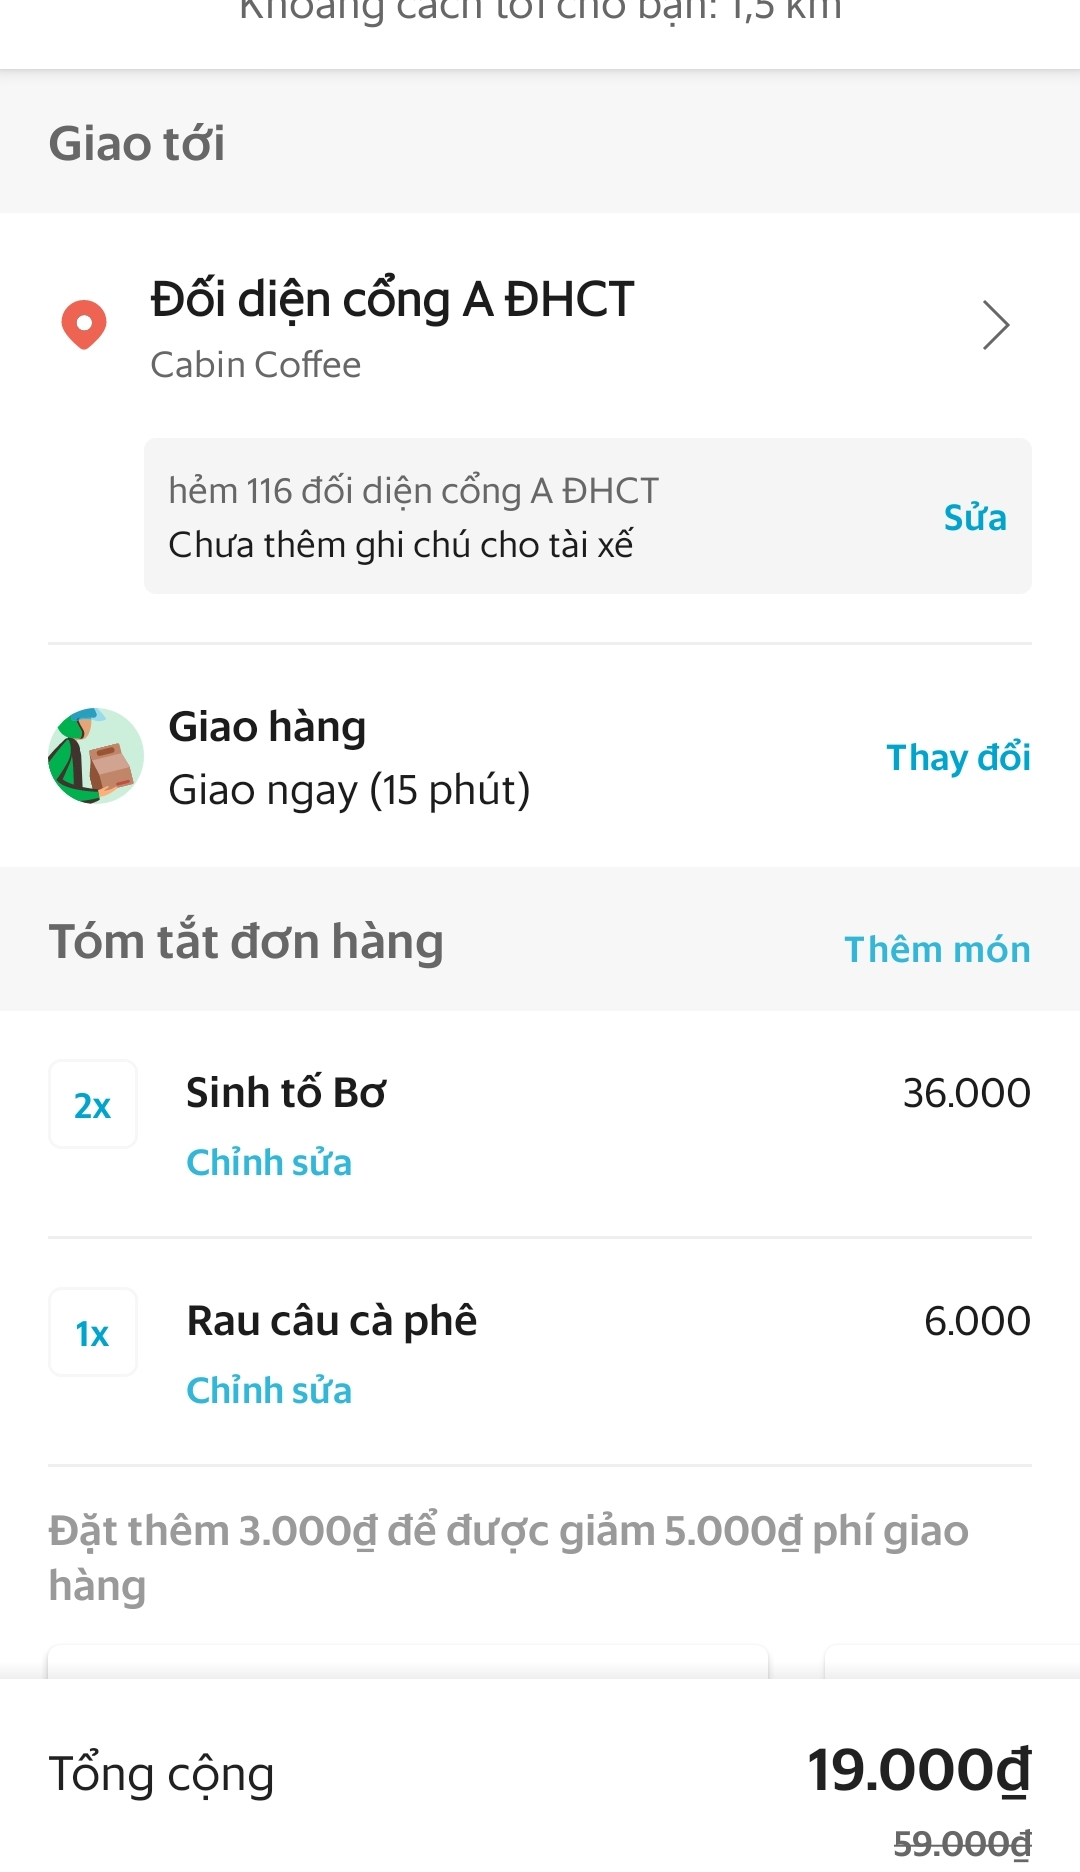 Khoảng cách tới chỗ bạn: 1,5 km
Giao tới
Đối diện cổng A ĐHCT
Cabin Coffee
hẻm 116 đối diện cổng A ĐHCT
Chưa thêm ghi chú cho tài xế
Sửa
Giao hàng
Giao ngay (15 phút)
Thay đổi
Tóm tắt đơn hàng
Thêm món
2x
Sinh tố Bơ
36.000
Chỉnh sửa
1x
Rau câu cà phê
6.000
Chỉnh sửa
Đặt thêm 3.000₫ để được giảm 5.000₫ phí giao
hàng
Tổng cộng
19.000₫
59.000₫